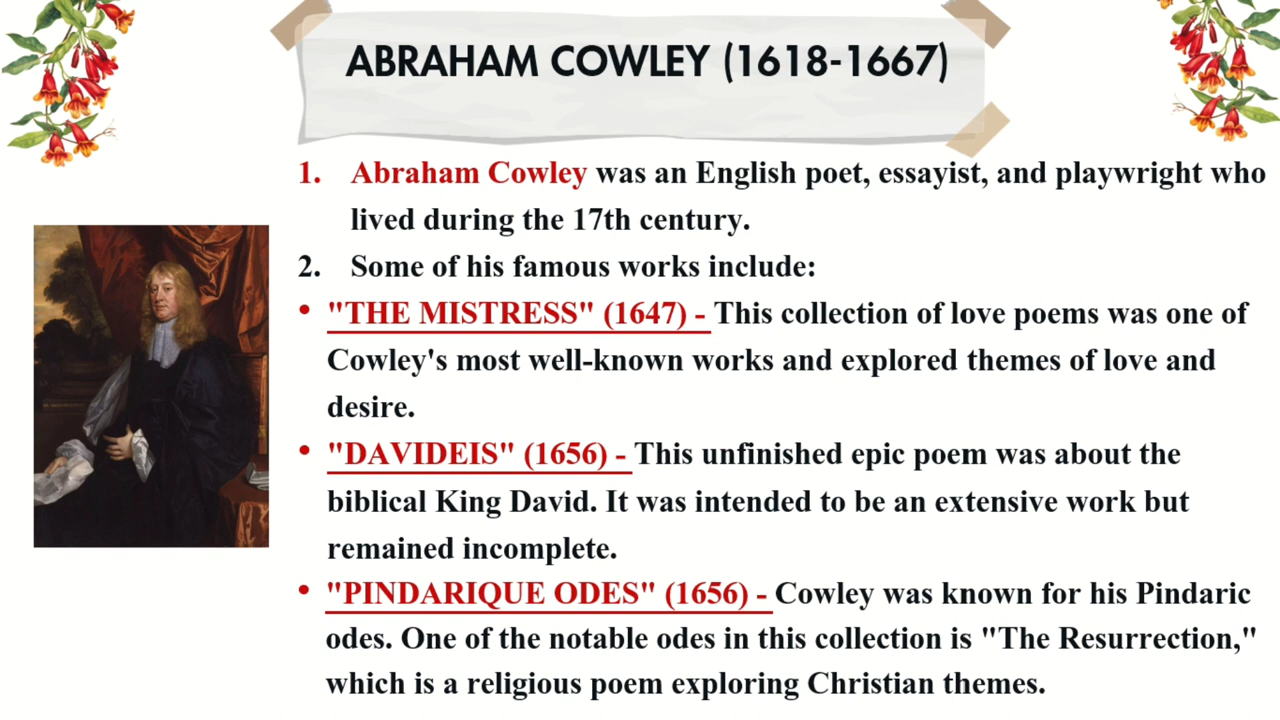 ABRAHAM COWLEY (1618-1667)
1. Abraham Cowley was an English poet, essayist, and playwright who
lived during the 17th century.
2. Some of his famous works include:
• "THE MISTRESS" (1647) - This collection of love poems was one of
Cowley's most well-known works and explored themes of love and
desire.
• "DAVIDEIS" (1656) - This unfinished epic poem was about the
biblical King David. It was intended to be an extensive work but
remained incomplete.
• "PINDARIQUE ODES" (1656) - Cowley was known for his Pindaric
odes. One of the notable odes in this collection is "The Resurrection,"
which is a religious poem exploring Christian themes.